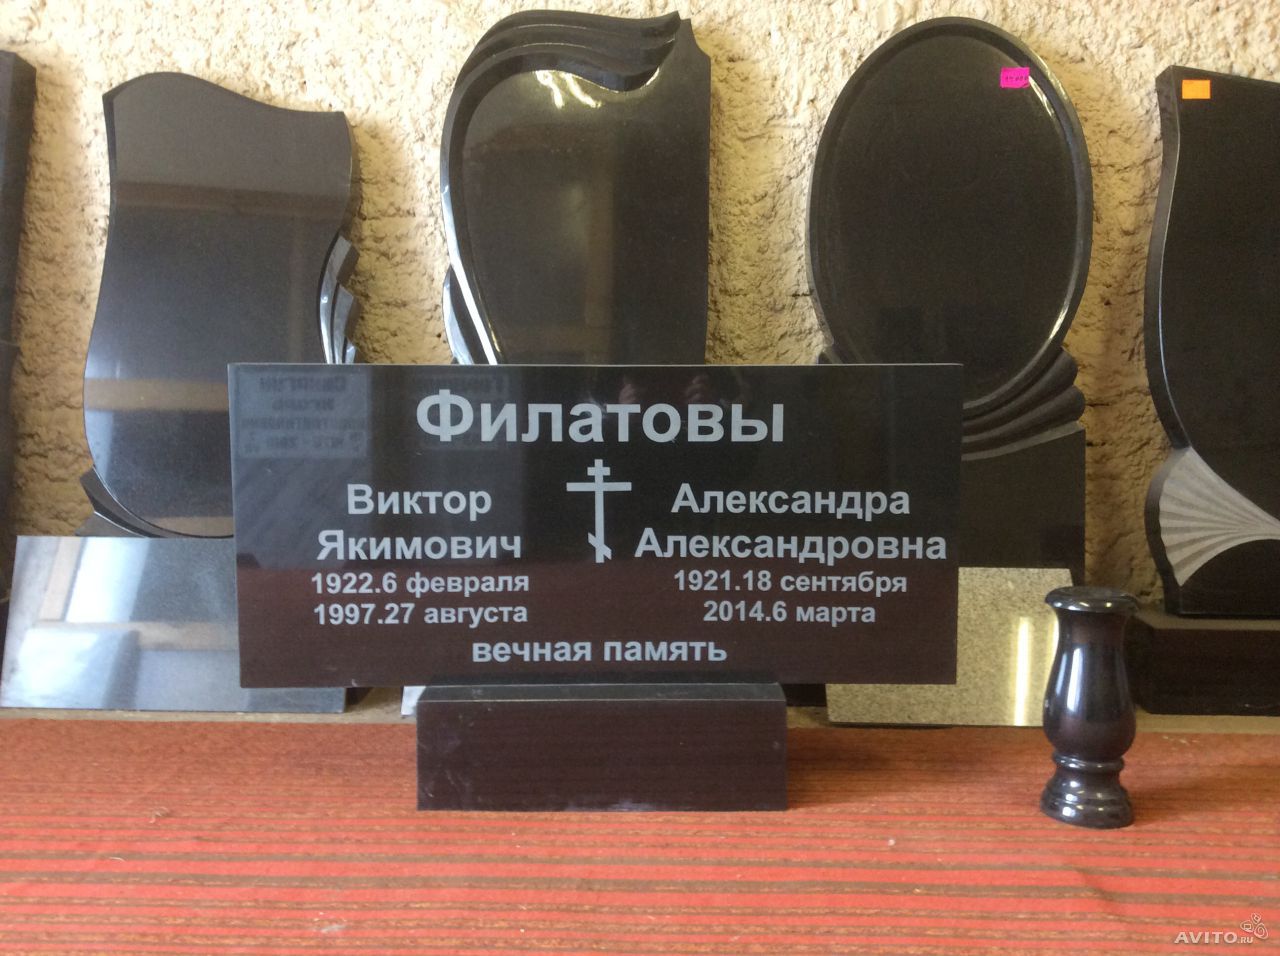 Филатовы
Виктор
Якимович
1922.6 февраля
1997.27 августа
Александра
Александровна
1921.18 сентября
2014.6 марта
вечная память
AVITO.RU